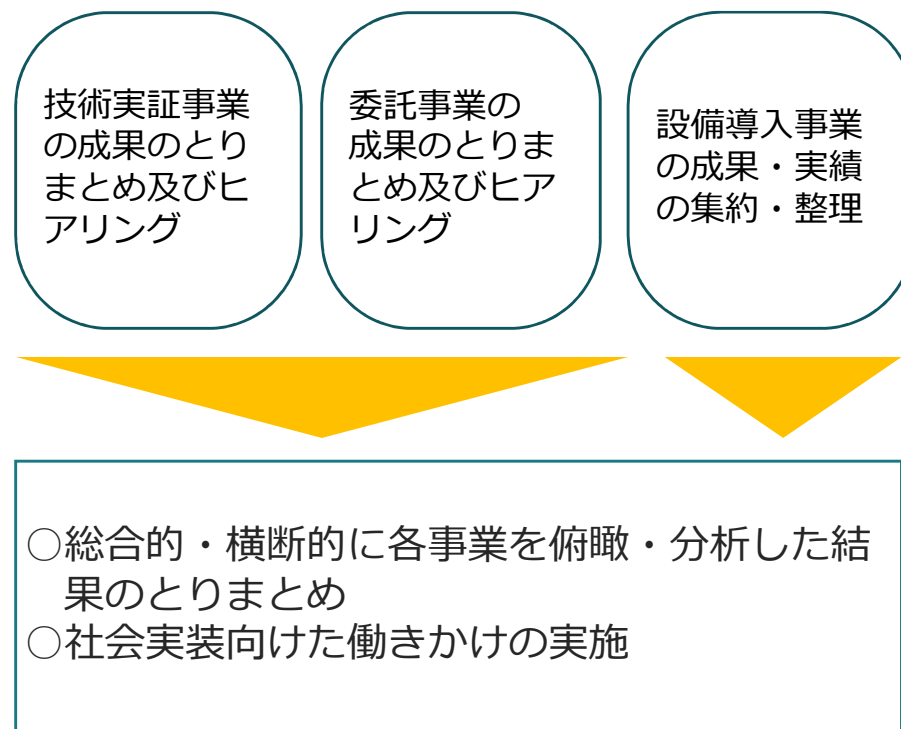 技術実証事業
の成果のとり
まとめ及びヒ
アリング
委託事業の
成果のとりま
とめ及びヒア
リング
設備導入事業
の成果・実績
の集約・整理
○総合的・横断的に各事業を俯瞰・分析した結
果のとりまとめ
○社会実装向けた働きかけの実施